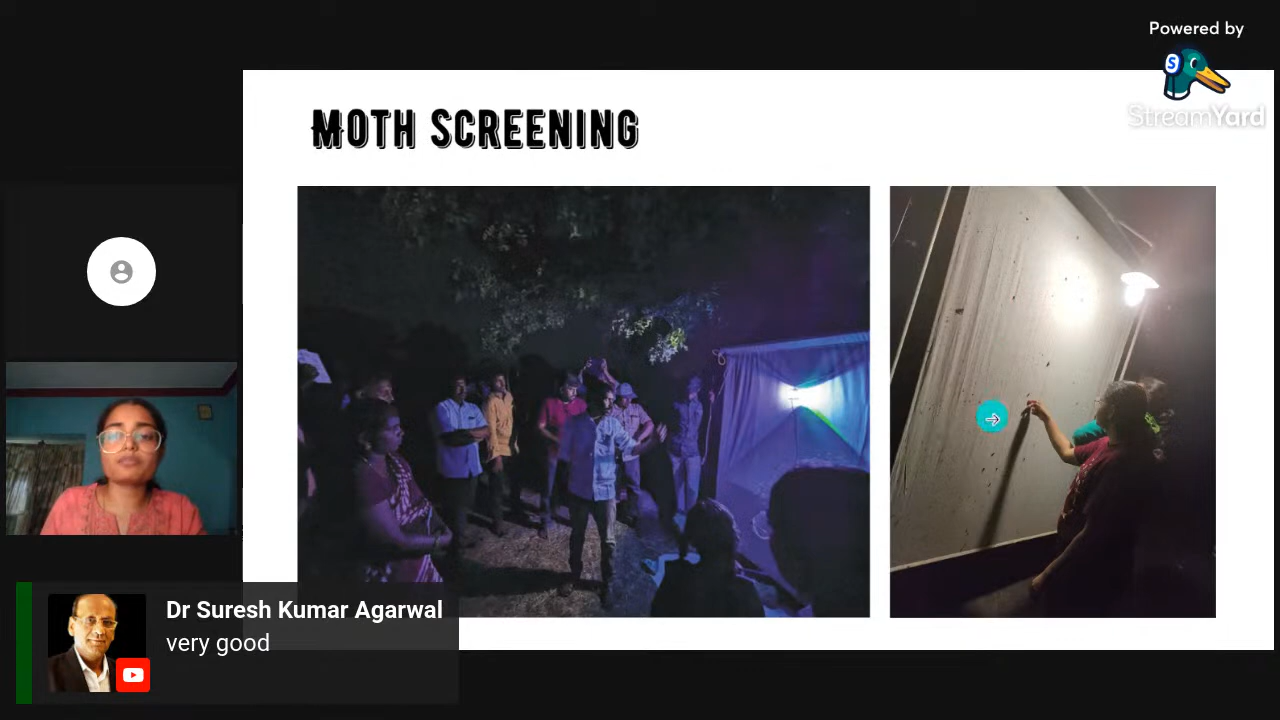 Powered by
StreamYard
MOTH SCREENING
Dr Suresh Kumar Agarwal
very good